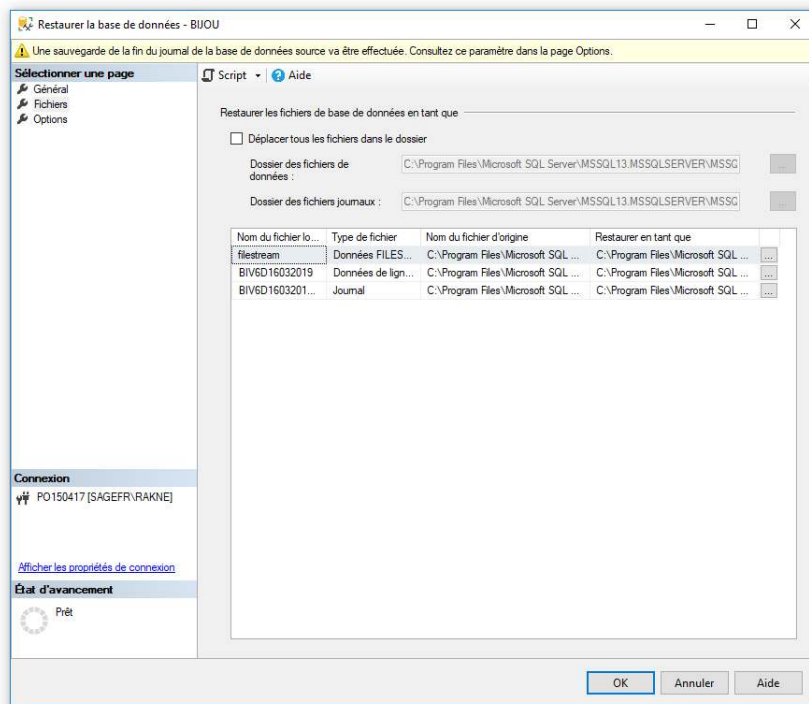 Restaurer la base de données - BIJOU
Une sauvegarde de la fin du journal de la base de données source va être effectuée. Consultez ce paramètre dans la page Options.
Sélectionner une page
Général
Fichiers
Options
Script
Aide
Restaurer les fichiers de base de données en tant que
Déplacer tous les fichiers dans le dossier
Dossier des fichiers de données :
C:\Program Files\Microsoft SQL Server\MSSQL13.MSSQLSERVER\MSSG
...
Dossier des fichiers journaux :
C:\Program Files\Microsoft SQL Server\MSSQL13.MSSQLSERVER\MSSG
...
Nom du fichier lo... Type de fichier Nom du fichier d'origine Restaurer en tant que
filestream Données FILES... C:\Program Files\Microsoft SQL ... C:\Program Files\Microsoft SQL ... ...
BIV6D16032019 Données de lign... C:\Program Files\Microsoft SQL ... C:\Program Files\Microsoft SQL ... ...
BIV6D1603201... Journal C:\Program Files\Microsoft SQL ... C:\Program Files\Microsoft SQL ... ...
Connexion
PO150417 [SAGEFR\RAKNE]
Afficher les propriétés de connexion
État d'avancement
Prêt
OK Annuler Aide